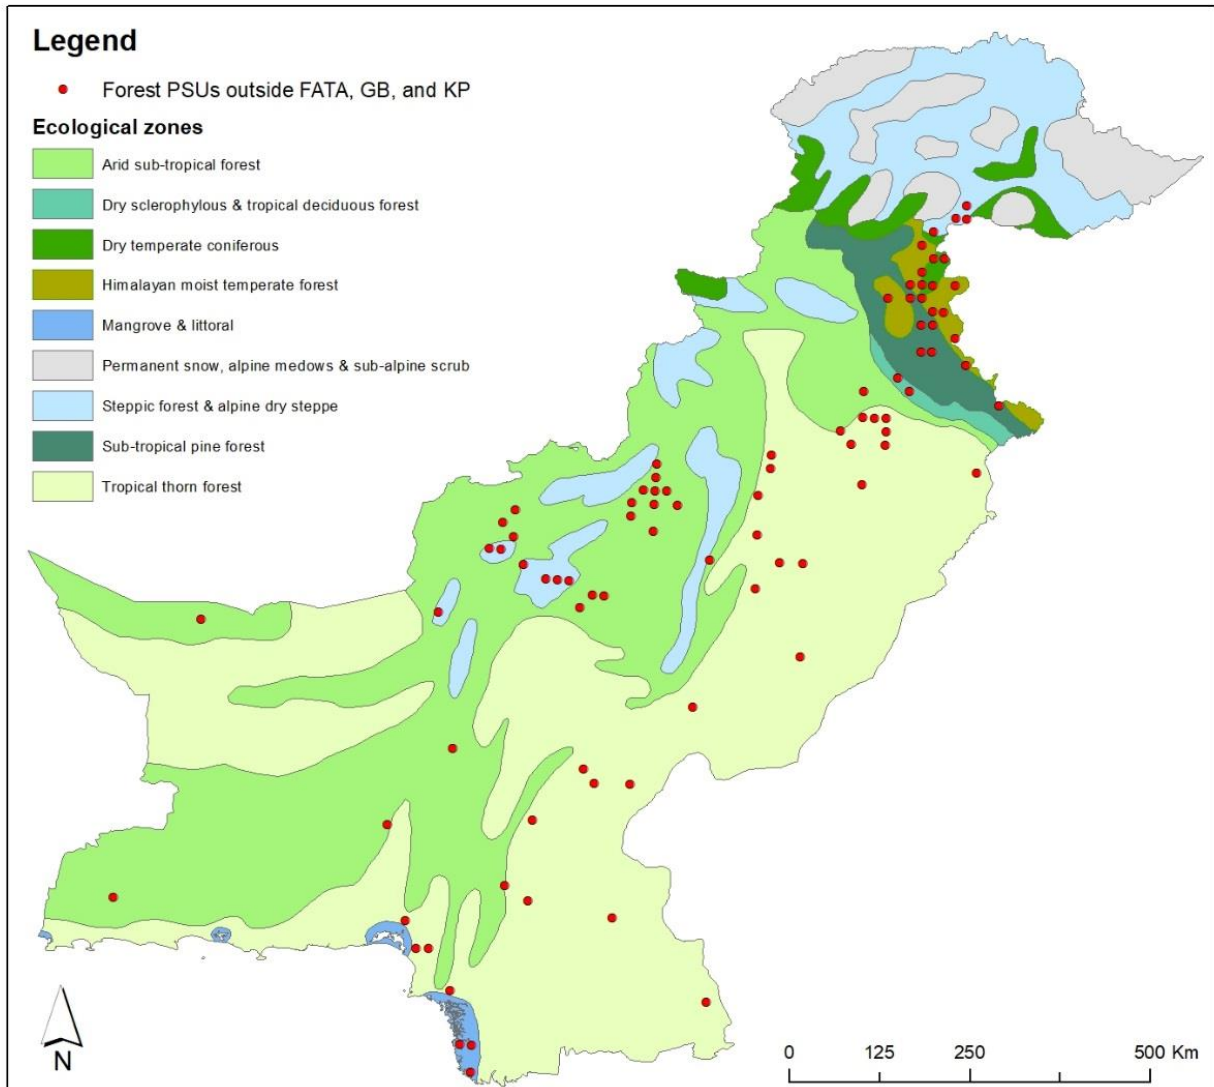 Legend
Forest PSUs outside FATA, GB, and KP
Ecological zones
Arid sub-tropical forest
Dry sclerophylous & tropical deciduous forest
Dry temperate coniferous
Himalayan moist temperate forest
Mangrove & littoral
Permanent snow, alpine medows & sub-alpine scrub
Steppic forest & alpine dry steppe
Sub-tropical pine forest
Tropical thorn forest
N
0 125 250 500 Km